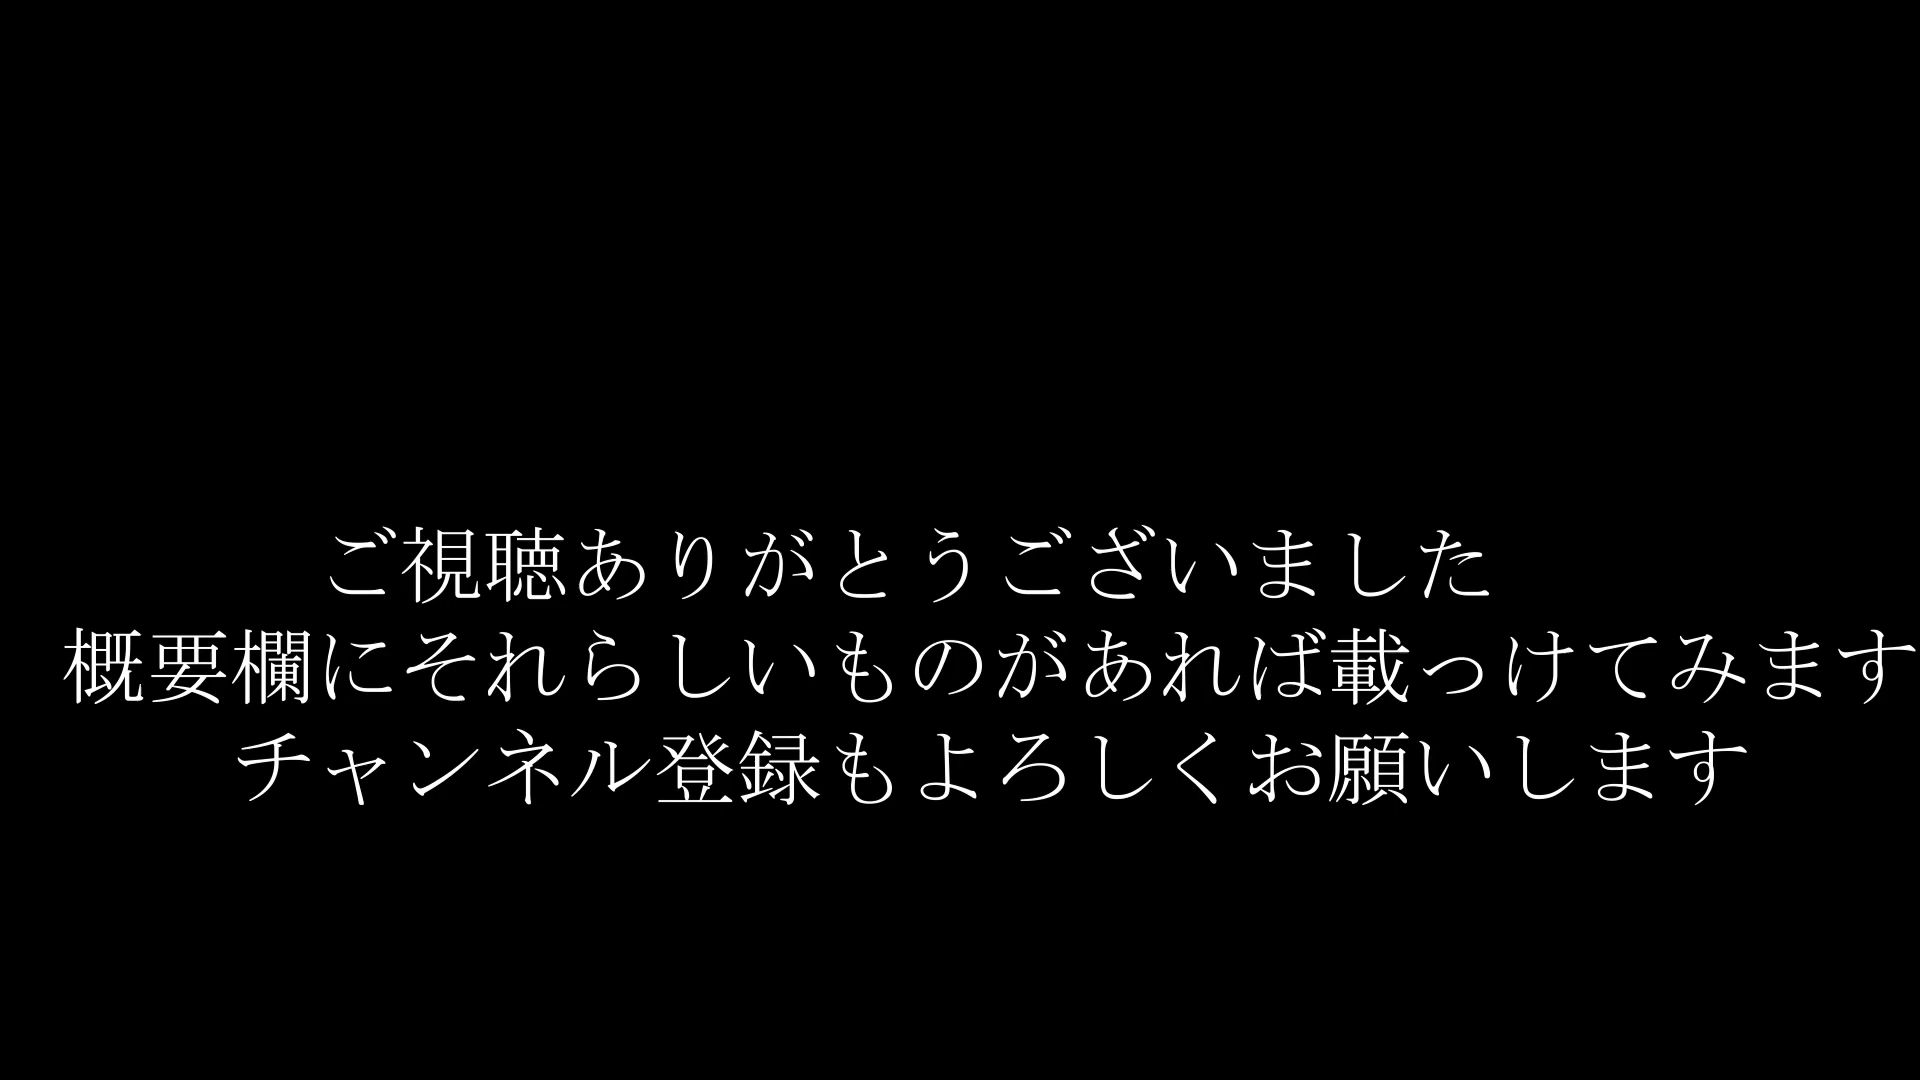 ご視聴ありがとうございました
概要欄にそれらしいものがあれば載っけてみます
チャンネル登録もよろしくお願いします